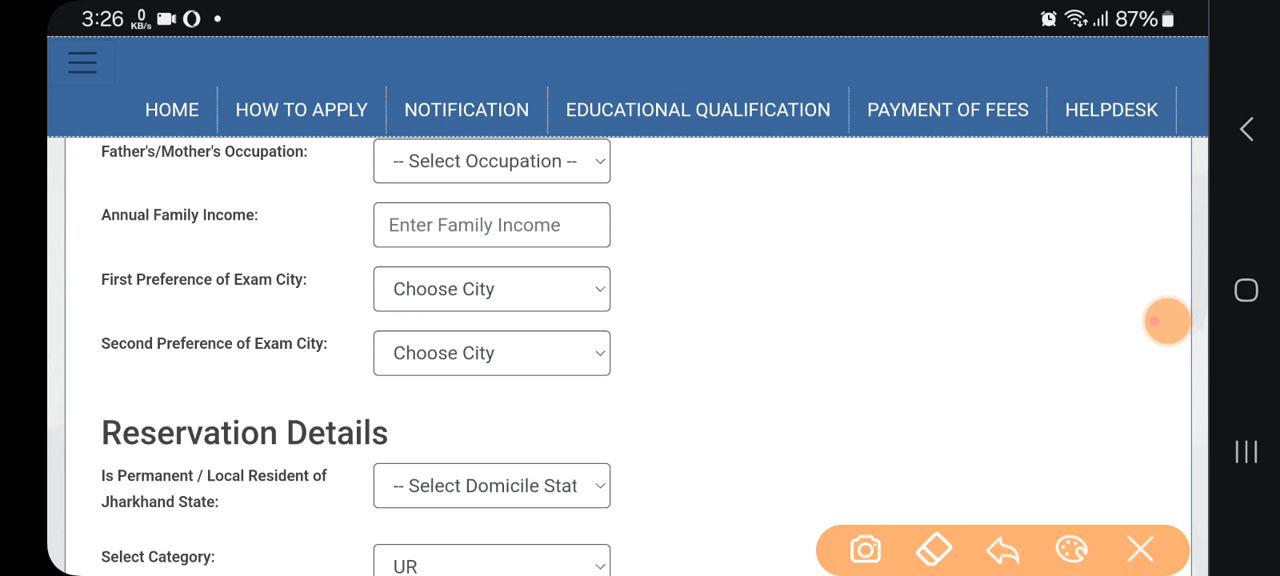 3:26 0 KB/s 87%
HOME HOW TO APPLY NOTIFICATION EDUCATIONAL QUALIFICATION PAYMENT OF FEES HELPDESK
Father's/Mother's Occupation: -- Select Occupation --
Annual Family Income: Enter Family Income
First Preference of Exam City: Choose City
Second Preference of Exam City: Choose City
Reservation Details
Is Permanent / Local Resident of
Jharkhand State: -- Select Domicile Stat
Select Category: UR